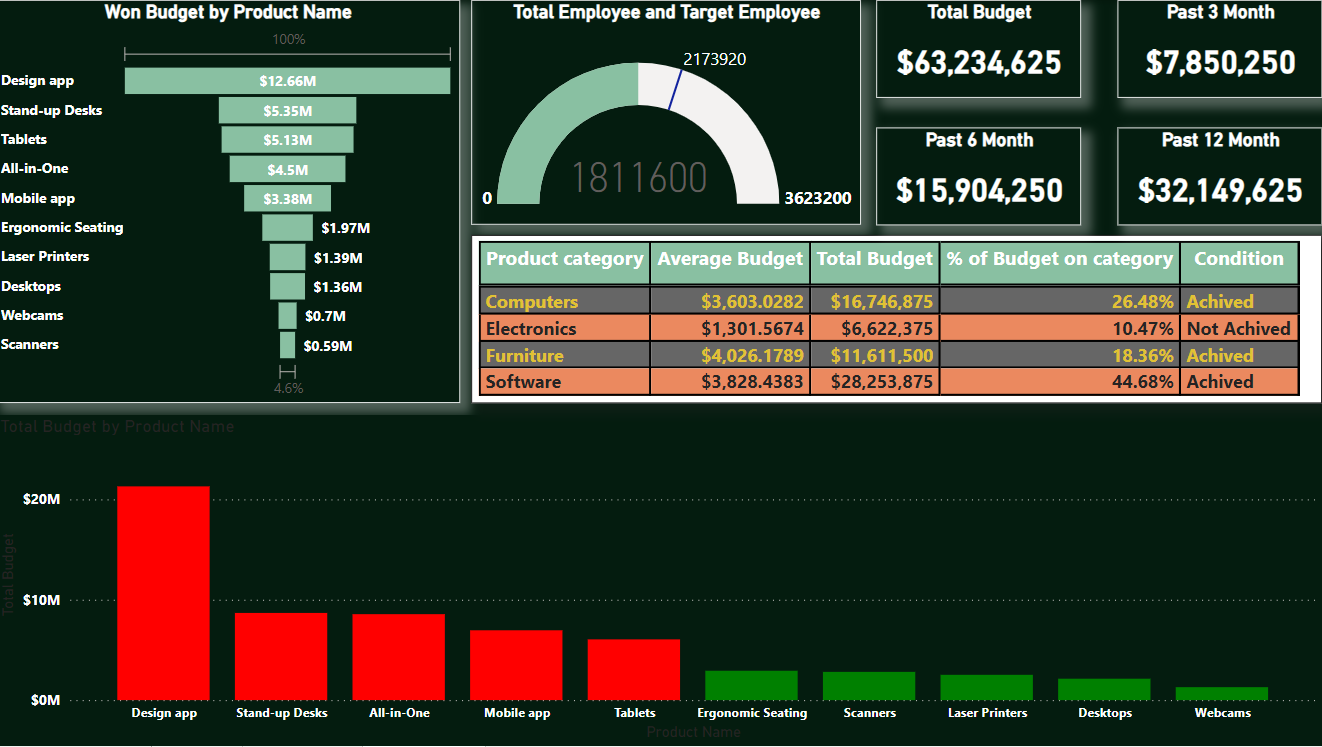 Won Budget by Product Name
100%
Design app $12.66M
Stand-up Desks $5.35M
Tablets $5.13M
All-in-One $4.5M
Mobile app $3.38M
Ergonomic Seating $1.97M
Laser Printers $1.39M
Desktops $1.36M
Webcams $0.7M
Scanners $0.59M
4.6%
Total Employee and Target Employee
2173920
1811600
0
3623200
Total Budget
$63,234,625
Past 3 Month
$7,850,250
Past 6 Month
$15,904,250
Past 12 Month
$32,149,625
Product category Average Budget Total Budget % of Budget on category Condition
Computers $3,603.0282 $16,746,875 26.48% Achived
Electronics $1,301.5674 $6,622,375 10.47% Not Achived
Furniture $4,026.1789 $11,611,500 18.36% Achived
Software $3,828.4383 $28,253,875 44.68% Achived
Total Budget by Product Name
Total Budget
$20M
$10M
$0M
Design app Stand-up Desks All-in-One Mobile app Tablets Ergonomic Seating Scanners Laser Printers Desktops Webcams
Product Name